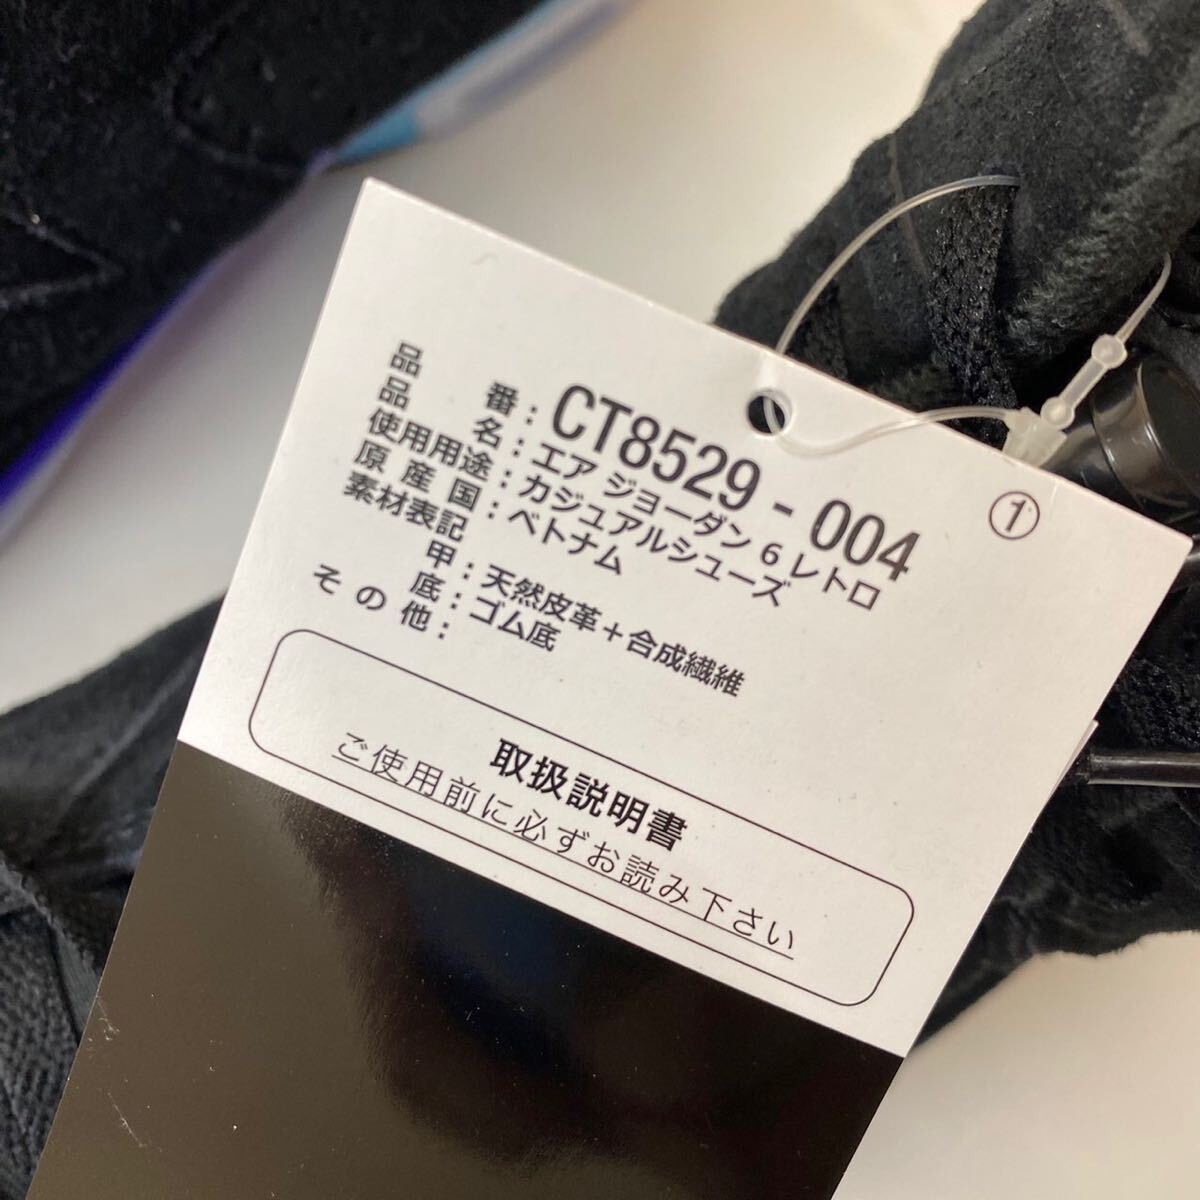 ①
品 番：CT8529-004
品 名：エア ジョーダン 6 レトロ
使用用途：カジュアルシューズ
原 産 国：ベトナム
素材表記
甲：天然皮革＋合成繊維
底：ゴム底
そ の 他：
取扱説明書
ご使用前に必ずお読み下さい